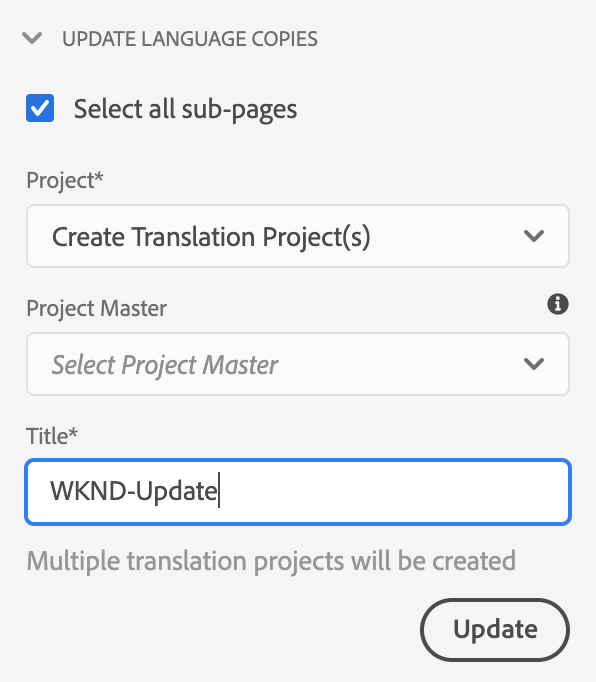 UPDATE LANGUAGE COPIES
Select all sub-pages
Project*
Create Translation Project(s)
Project Master
Select Project Master
Title*
WKND-Update
Multiple translation projects will be created
Update